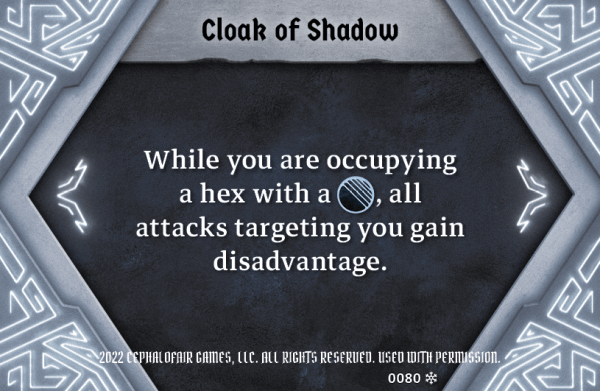 Cloak of Shadow
While you are occupying
a hex with a , all
attacks targeting you gain
disadvantage.
2022 CEPHALOFAIR GAMES, LLC. ALL RIGHTS RESERVED. USED WITH PERMISSION.
0080